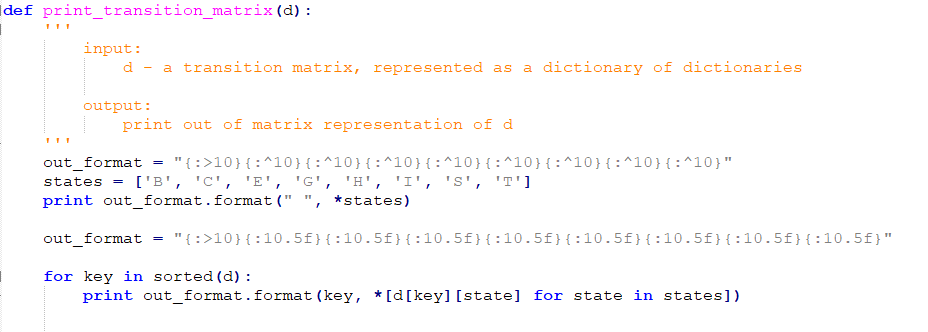 def print_transition_matrix(d):
    '''
        input:
            d - a transition matrix, represented as a dictionary of dictionaries

        output:
            print out of matrix representation of d
    '''
    out_format = "{:>10}{:^10}{:^10}{:^10}{:^10}{:^10}{:^10}{:^10}{:^10}"
    states = ['B', 'C', 'E', 'G', 'H', 'I', 'S', 'T']
    print out_format.format(" ", *states)

    out_format = "{:>10}{:10.5f}{:10.5f}{:10.5f}{:10.5f}{:10.5f}{:10.5f}{:10.5f}{:10.5f}"

    for key in sorted(d):
        print out_format.format(key, *[d[key][state] for state in states])